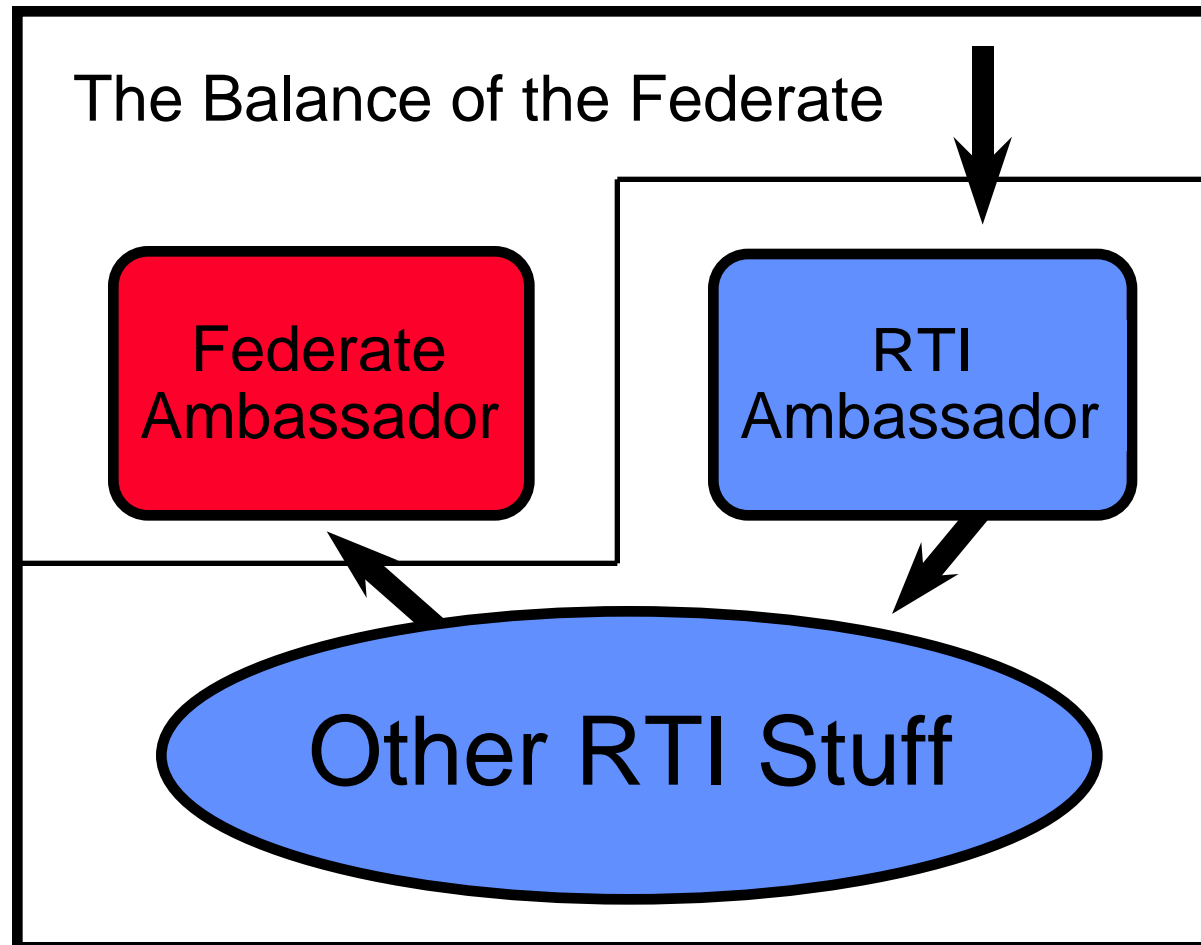 The Balance of the Federate
Federate
Ambassador
RTI
Ambassador
Other RTI Stuff